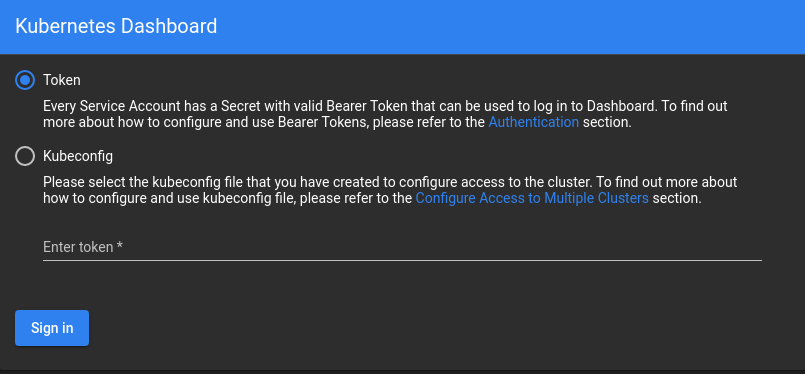 Kubernetes Dashboard
Token
Every Service Account has a Secret with valid Bearer Token that can be used to log in to Dashboard. To find out
more about how to configure and use Bearer Tokens, please refer to the Authentication section.
Kubeconfig
Please select the kubeconfig file that you have created to configure access to the cluster. To find out more about
how to configure and use kubeconfig file, please refer to the Configure Access to Multiple Clusters section.
Enter token *
Sign in